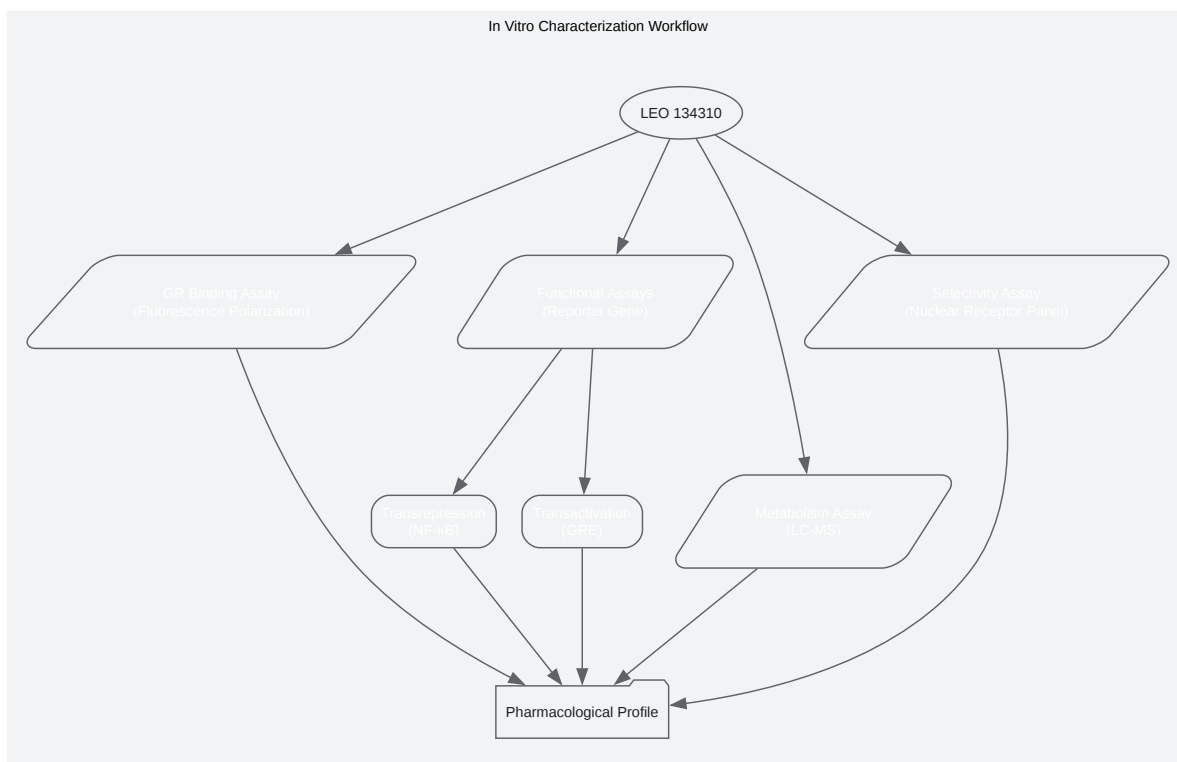 In Vitro Characterization Workflow
LEO 134310
GR Binding Assay
(Fluorescence Polarization)
Functional Assays
(Reporter Gene)
Selectivity Assay
(Nuclear Receptor Panel)
Transrepression
(NF-κB)
Transactivation
(GRE)
Metabolism Assay
(LC-MS)
Pharmacological Profile